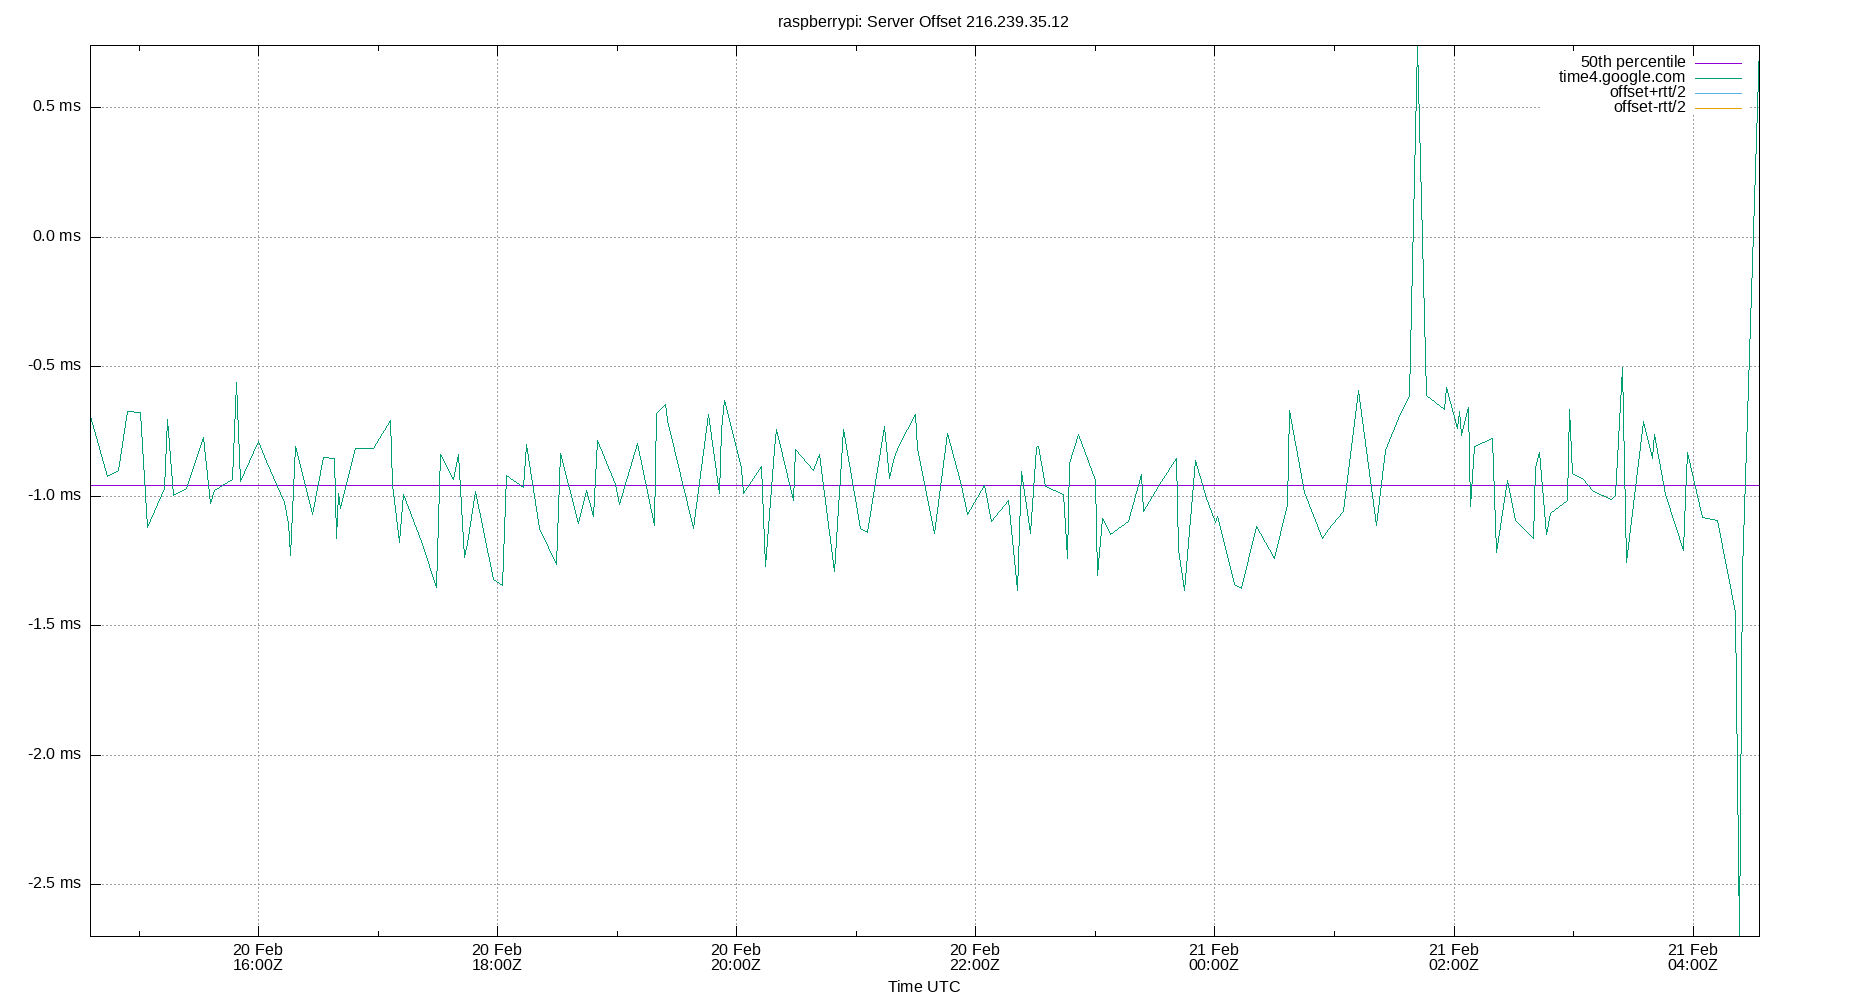 raspberrypi: Server Offset 216.239.35.12
50th percentile
time4.google.com
offset+rtt/2
offset-rtt/2
0.5 ms
0.0 ms
-0.5 ms
-1.0 ms
-1.5 ms
-2.0 ms
-2.5 ms
20 Feb 20 Feb 20 Feb 20 Feb 21 Feb 21 Feb 21 Feb
16:00Z 18:00Z 20:00Z 22:00Z 00:00Z 02:00Z 04:00Z
Time UTC